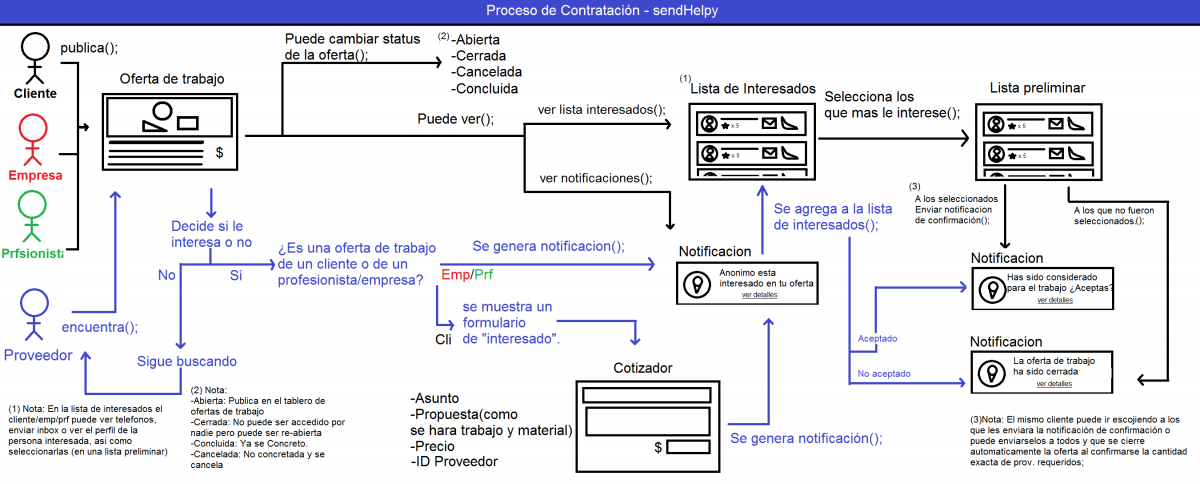 Proceso de Contratación - sendHelpy
publica();
Cliente
Empresa
Prfsionista
Oferta de trabajo
$
Puede cambiar status
de la oferta();
(2)
-Abierta
-Cerrada
-Cancelada
-Concluida
Puede ver();
ver lista interesados();
ver notificaciones();
(1)
Lista de Interesados
x 5
x 5
Selecciona los
que mas le interese();
Lista preliminar
x 5
x 5
(3)
A los seleccionados
Enviar notificacion
de confirmación();
A los que no fueron
seleccionados.();
Decide si le
interesa o no
No
Si
¿Es una oferta de trabajo
de un cliente o de un
profesionista/empresa?
Se genera notificacion();
Emp/Prf
Cli
se muestra un
formulario
de "interesado".
Notificacion
Anonimo esta
interesado en tu oferta
ver detalles
Se agrega a la lista
de interesados();
Notificacion
Has sido considerado
para el trabajo ¿Aceptas?
ver detalles
Aceptado
No aceptado
Notificacion
La oferta de trabajo
ha sido cerrada
ver detalles
Proveedor
encuentra();
Sigue buscando
Cotizador
-Asunto
-Propuesta(como
se hara trabajo y material)
-Precio
-ID Proveedor
$
Se genera notificación();
(1) Nota: En la lista de interesados el
cliente/emp/prf puede ver telefonos,
enviar inbox o ver el perfil de la
persona interesada, asi como
seleccionarlas (en una lista preliminar)
(2) Nota:
-Abierta: Publica en el tablero de
ofertas de trabajo
-Cerrada: No puede ser accedido por
nadie pero puede ser re-abierta
-Concluida: Ya se Concreto.
-Cancelada: No concretada y se
cancela
(3)Nota: El mismo cliente puede ir escojiendo a los
que les enviara la notificación de confirmación o
puede enviarselos a todos y que se cierre
automaticamente la oferta al confirmarse la cantidad
exacta de prov. requeridos;